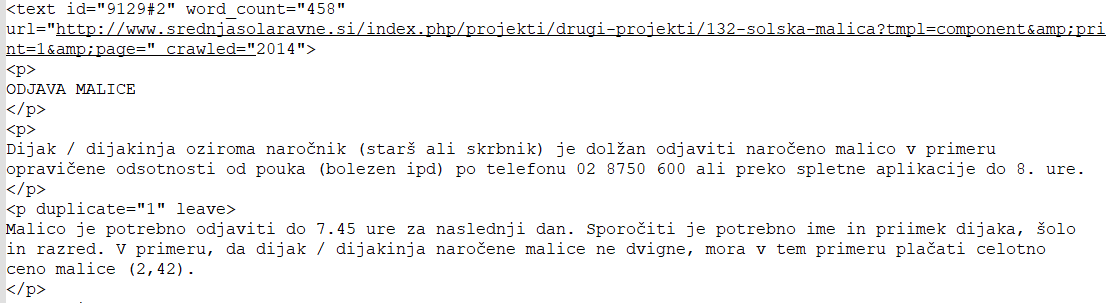 <text id="9129#2" word_count="458"
url="http://www.srednjasolaravne.si/index.php/projekti/drugi-projekti/132-solska-malica?tmpl=component&amp;pri
nt=1&amp;page=" crawled="2014">
<p>
ODJAVA MALICE
</p>
<p>
Dijak / dijakinja oziroma naročnik (starš ali skrbnik) je dolžan odjaviti naročeno malico v primeru
opravičene odsotnosti od pouka (bolezen ipd) po telefonu 02 8750 600 ali preko spletne aplikacije do 8. ure.
</p>
<p duplicate="1" leave>
Malico je potrebno odjaviti do 7.45 ure za naslednji dan. Sporočiti je potrebno ime in priimek dijaka, šolo
in razred. V primeru, da dijak / dijakinja naročene malice ne dvigne, mora v tem primeru plačati celotno
ceno malice (2,42).
</p>